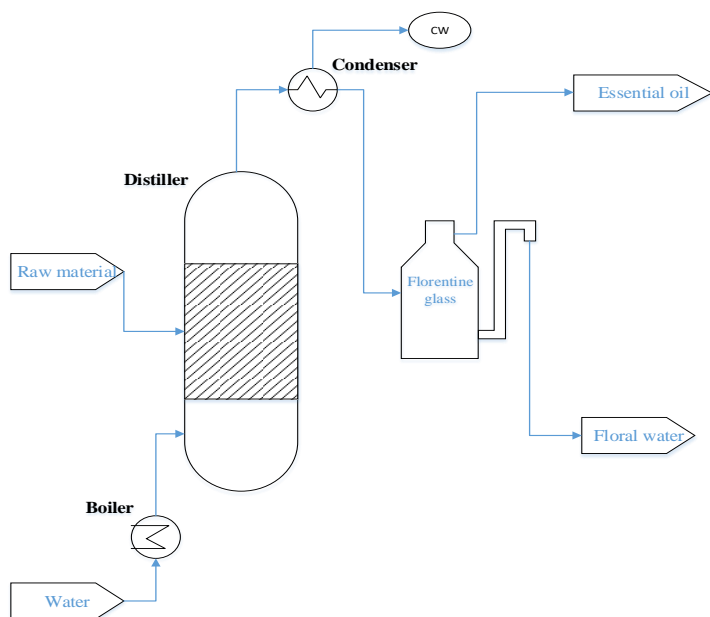 cw
Condenser
Essential oil
Distiller
Raw material
Florentine
glass
Floral water
Boiler
Water